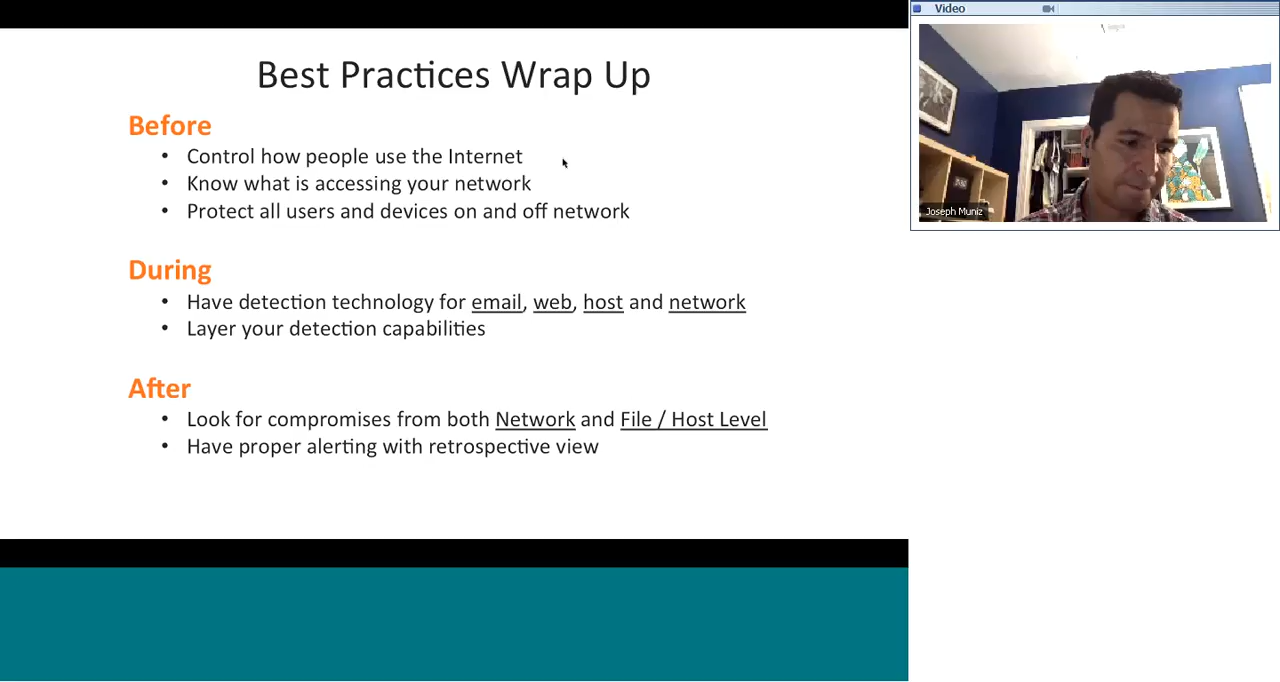 Best Practices Wrap Up
Before
• Control how people use the Internet
• Know what is accessing your network
• Protect all users and devices on and off network
During
• Have detection technology for email, web, host and network
• Layer your detection capabilities
After
• Look for compromises from both Network and File / Host Level
• Have proper alerting with retrospective view
Video
Joseph Muniz